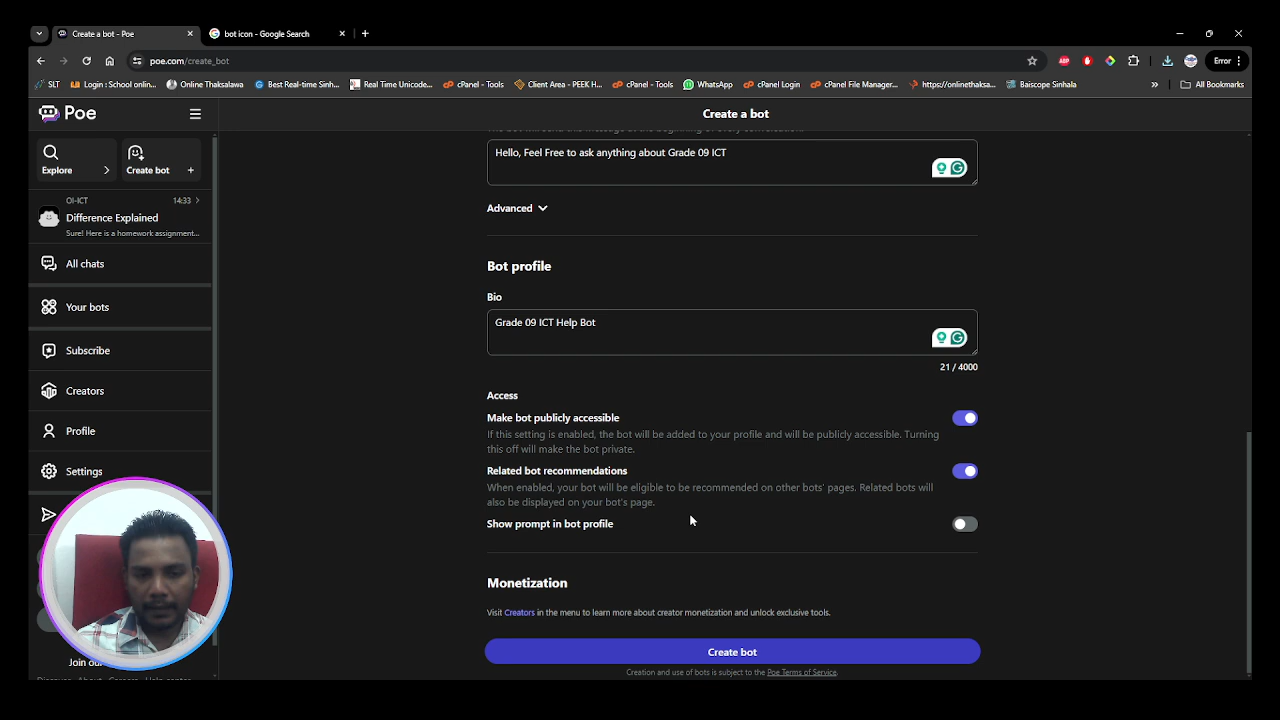 Create a bot - Poe
bot icon - Google Search
poe.com/create_bot
Error
SLT
Login : School onlin...
Online Thaksalawa
Best Real-time Sinh...
Real Time Unicode...
cPanel - Tools
Client Area - PEEK H...
cPanel - Tools
WhatsApp
cPanel Login
cPanel File Manager...
https://onlinethaksa...
Baiscope Sinhala
All Bookmarks
Poe
Create a bot
Explore
Create bot
Hello, Feel Free to ask anything about Grade 09 ICT
OI-ICT
14:33
Difference Explained
Sure! Here is a homework assignment...
All chats
Your bots
Subscribe
Creators
Profile
Settings
Advanced
Bot profile
Bio
Grade 09 ICT Help Bot
21 / 4000
Access
Make bot publicly accessible
If this setting is enabled, the bot will be added to your profile and will be publicly accessible. Turning
this off will make the bot private.
Related bot recommendations
When enabled, your bot will be eligible to be recommended on other bots' pages. Related bots will
also be displayed on your bot's page.
Show prompt in bot profile
Monetization
Visit Creators in the menu to learn more about creator monetization and unlock exclusive tools.
Create bot
Creation and use of bots is subject to the Poe Terms of Service.
Join